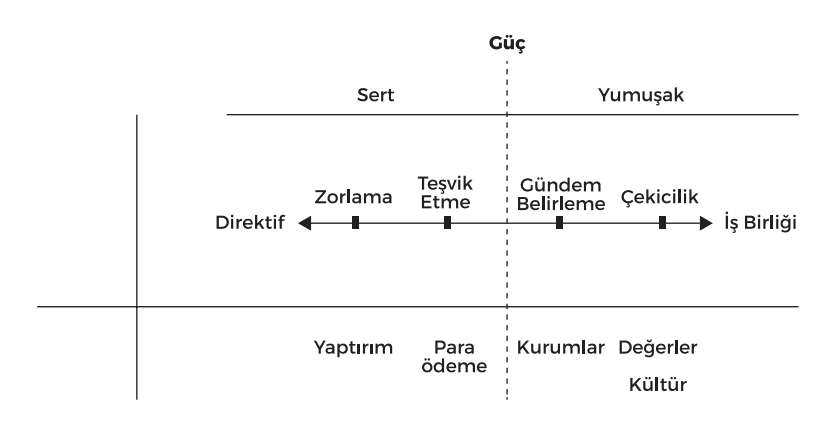 Güç
Sert Yumuşak
Zorlama Teşvik Etme Gündem Belirleme Çekicilik
Direktif İş Birliği
Yaptırım Para ödeme Kurumlar Değerler
Kültür